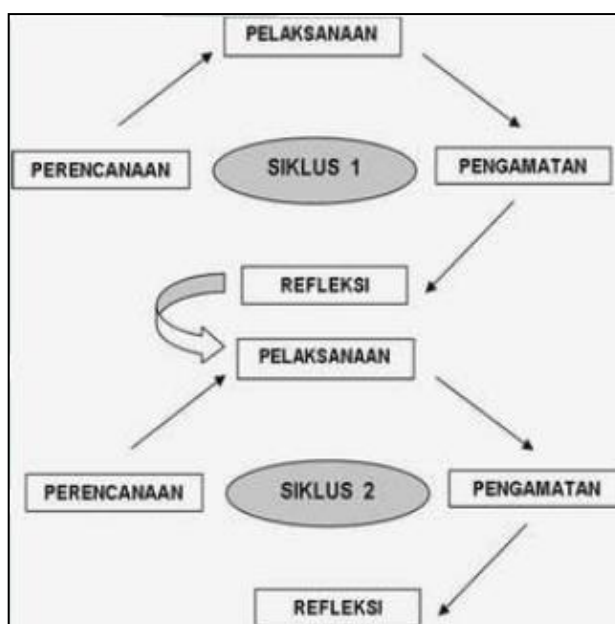 PELAKSANAAN
PERENCANAAN
SIKLUS 1
PENGAMATAN
REFLEKSI
PELAKSANAAN
PERENCANAAN
SIKLUS 2
PENGAMATAN
REFLEKSI